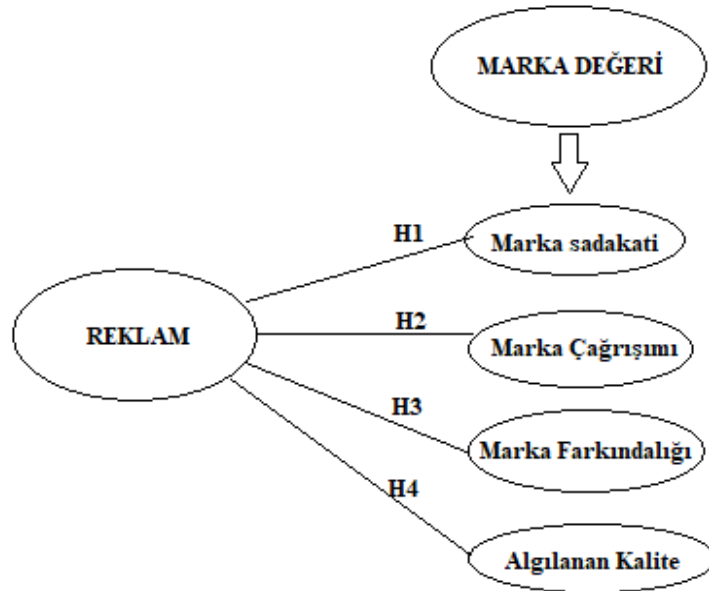 MARKA DEĞERİ
H1
Marka sadakati
REKLAM
H2
Marka Çağrışımı
H3
Marka Farkındalığı
H4
Algılanan Kalite